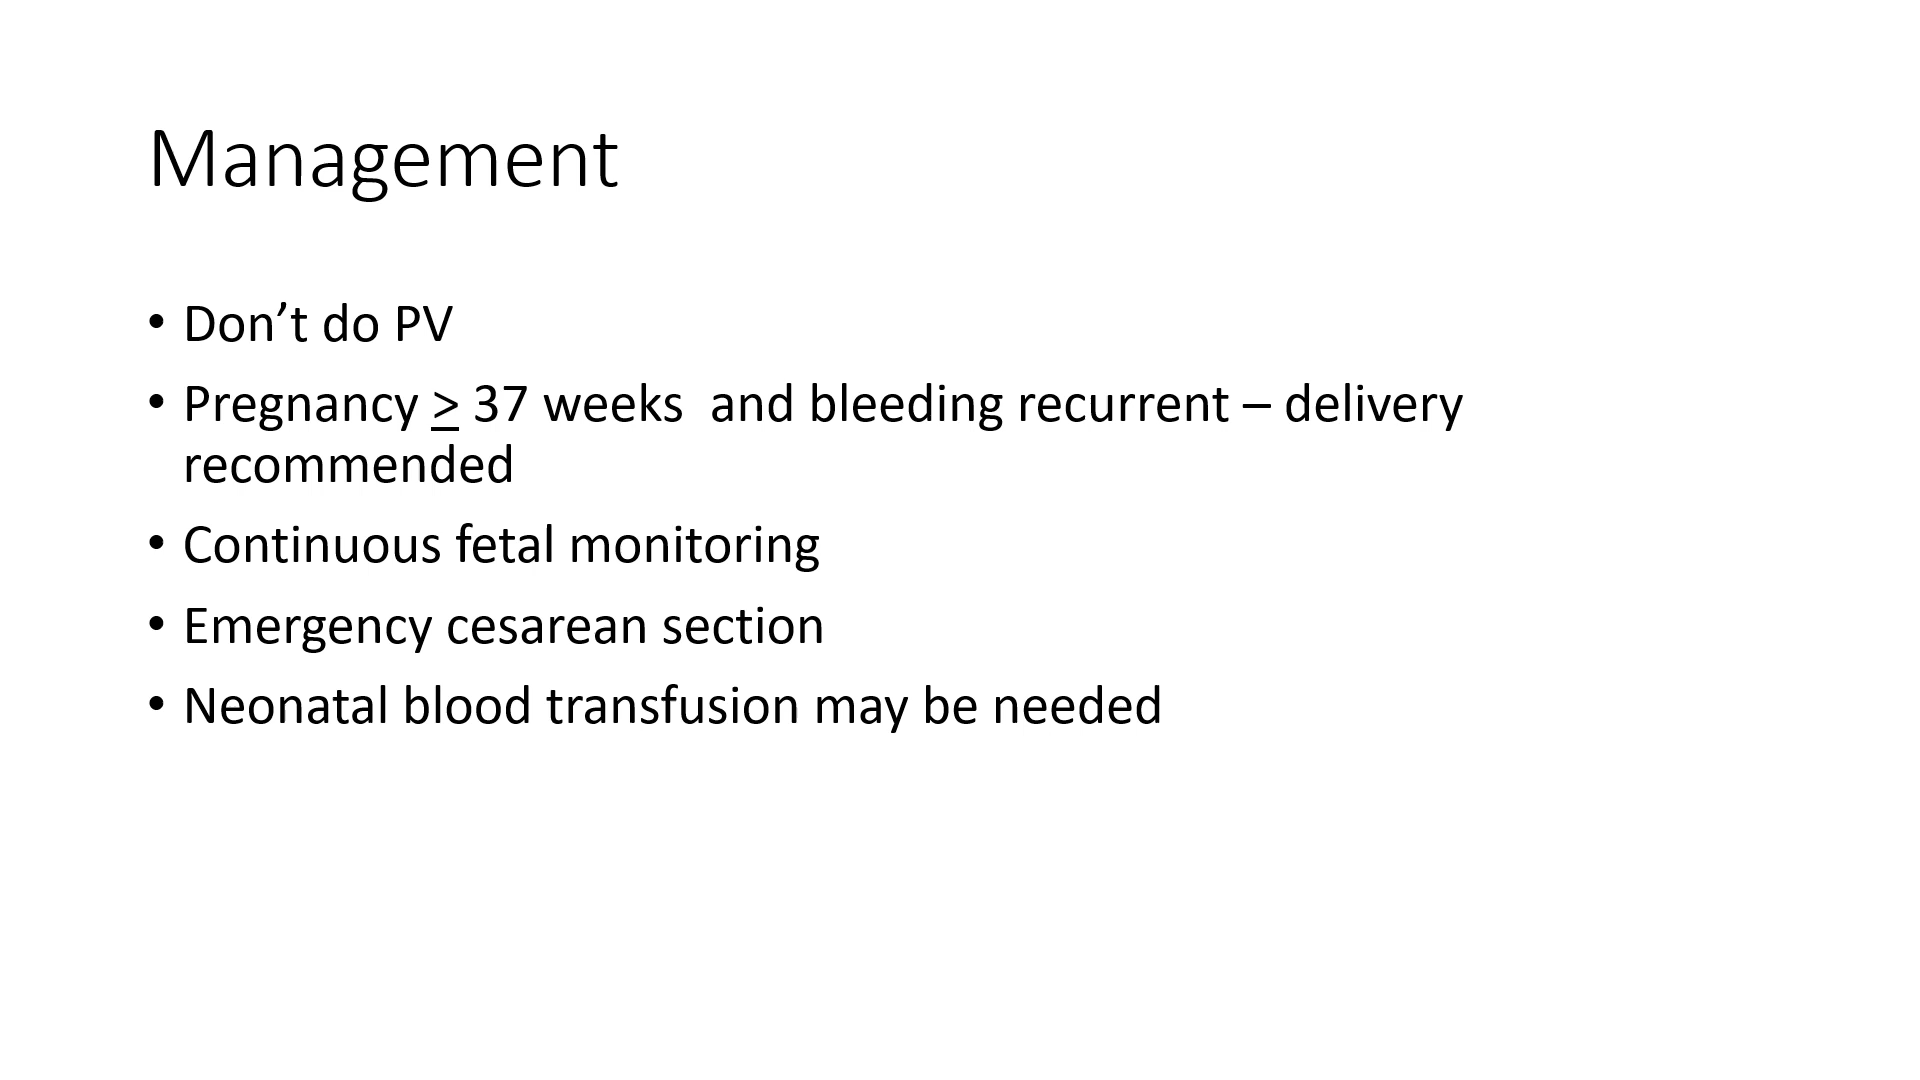 Management
• Don’t do PV
• Pregnancy ≥ 37 weeks  and bleeding recurrent – delivery
recommended
• Continuous fetal monitoring
• Emergency cesarean section
• Neonatal blood transfusion may be needed